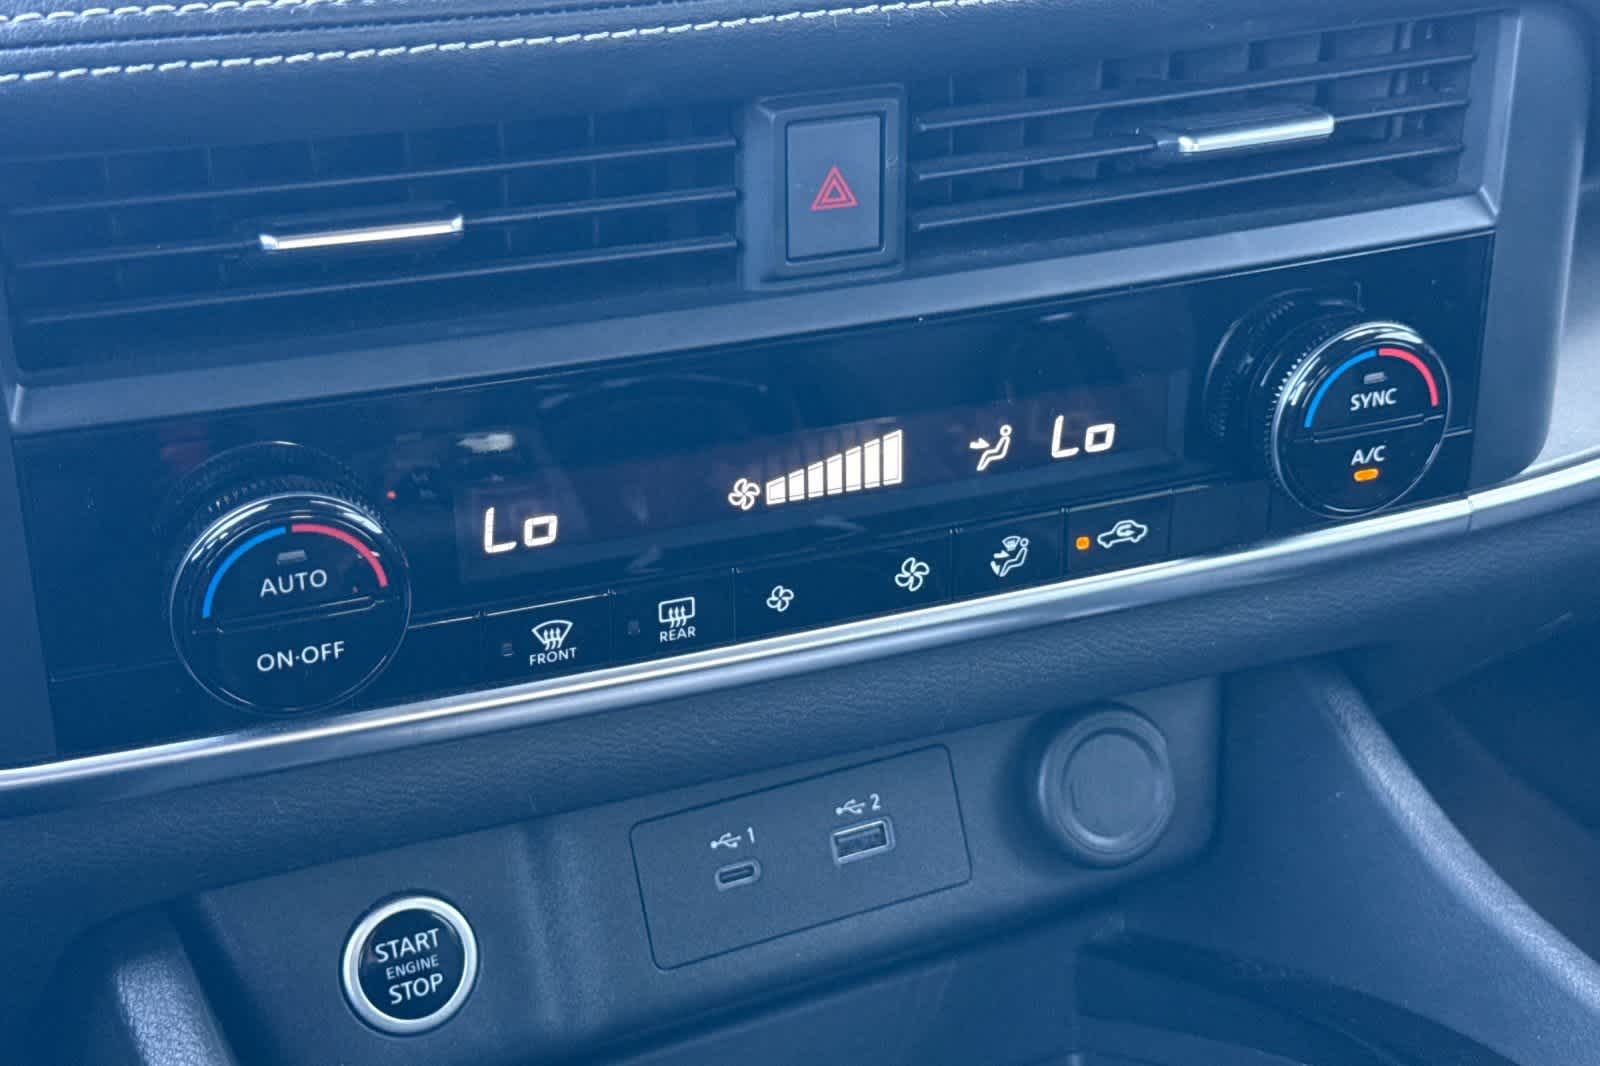 SYNC
A/C
Lo
Lo
AUTO
ON·OFF
FRONT
REAR
1
2
START
ENGINE
STOP